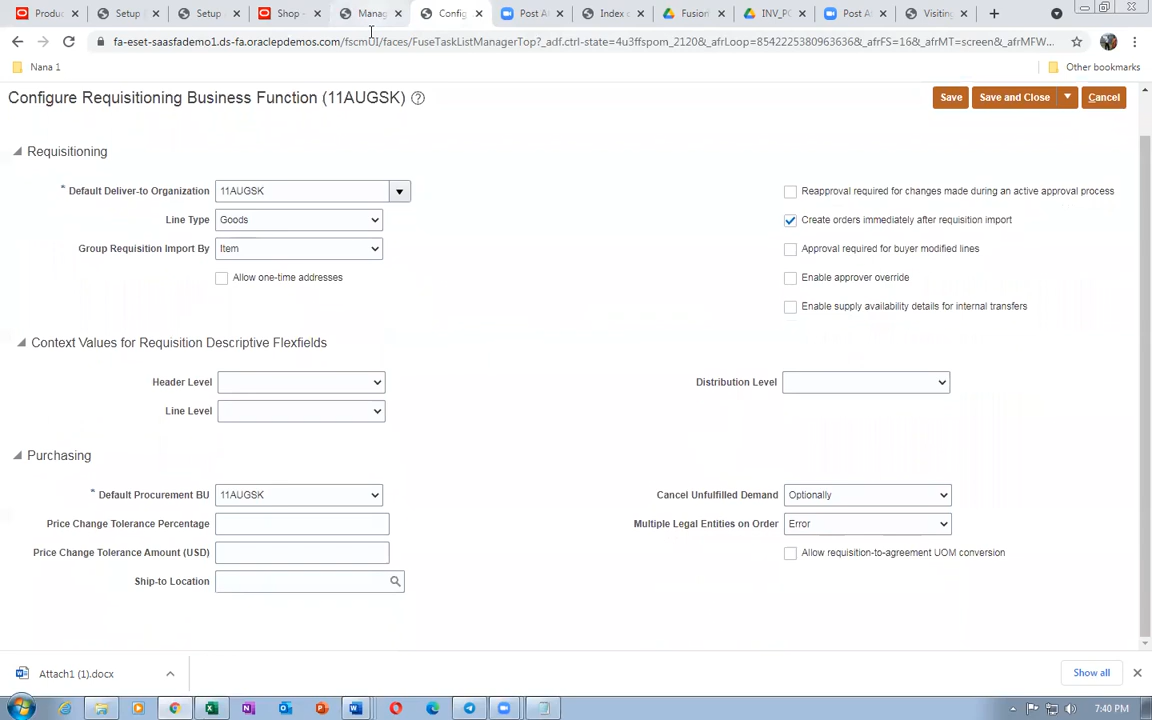 Produc
Setup
Setup
Shop -
Manag
Config
Post A
Index o
Fusion
INV_PO
Post A
Visiting
fa-eset-saasfademo1.ds-fa.oraclepdemos.com/fscmUI/faces/FuseTaskListManagerTop?_adf.ctrl-state=4u3ffspom_2120&_afrLoop=85422253809636366&_afrFS=16&_afrMT=screen&_afrMFW...
Nana 1
Other bookmarks
Configure Requisitioning Business Function (11AUGSK)
Save
Save and Close
Cancel
Requisitioning
* Default Deliver-to Organization 11AUGSK
Reapproval required for changes made during an active approval process
Line Type Goods
Create orders immediately after requisition import
Group Requisition Import By Item
Approval required for buyer modified lines
Allow one-time addresses
Enable approver override
Enable supply availability details for internal transfers
Context Values for Requisition Descriptive Flexfields
Header Level
Distribution Level
Line Level
Purchasing
* Default Procurement BU 11AUGSK
Cancel Unfulfilled Demand Optionally
Price Change Tolerance Percentage
Multiple Legal Entities on Order Error
Price Change Tolerance Amount (USD)
Allow requisition-to-agreement UOM conversion
Ship-to Location
Attach1 (1).docx
Show all
7:40 PM